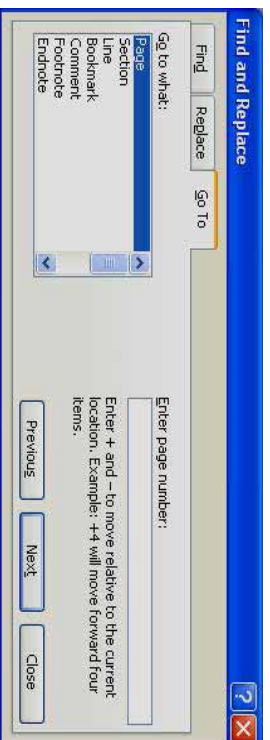 Find and Replace
Find Replace Go To
Go to what:
Page
Section
Line
Bookmark
Comment
Footnote
Endnote
Enter page number:
Enter + and – to move relative to the current
location. Example: +4 will move forward four
items.
Previous Next Close